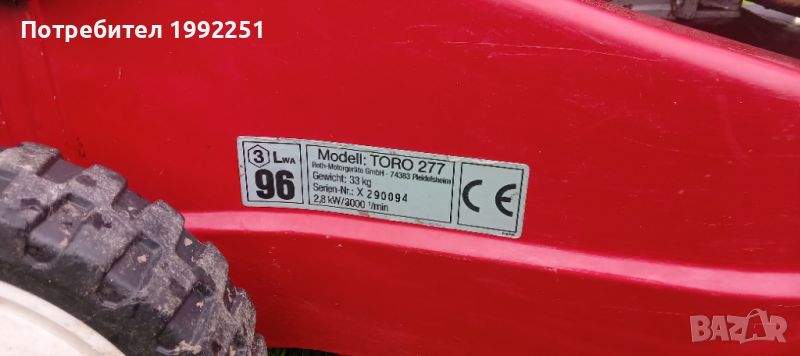 Потребител 1992251
3 LWA
96
Modell: TORO 277
Roth-Motorgeräte GmbH - 74383 Pleidelsheim
Gewicht: 33 kg
Serien-Nr.: X 290094
2,8 kW/3000 1/min
CE
BAZAR